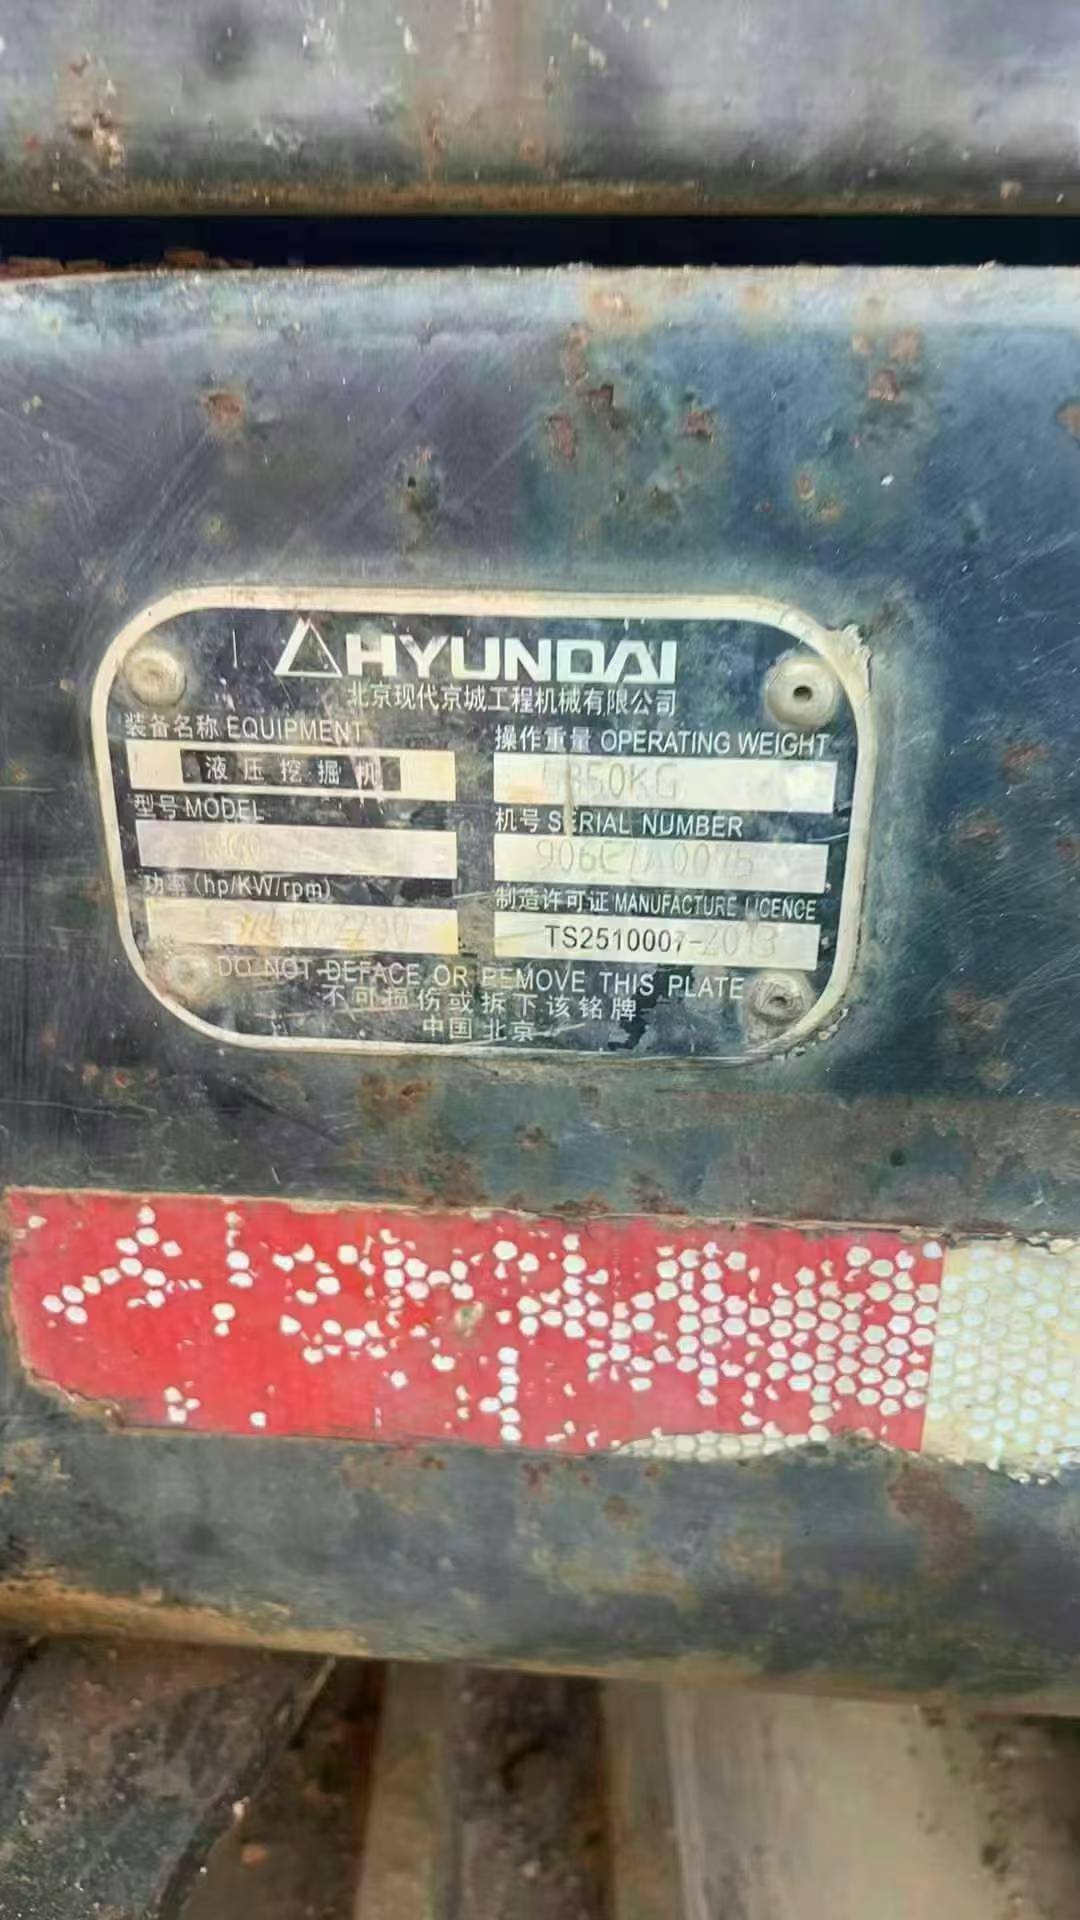 HYUNDAI
北京现代京城工程机械有限公司
装备名称 EQUIPMENT
液压挖掘机
操作重量 OPERATING WEIGHT
型号 MODEL
机号 SERIAL NUMBER
功率 (hp/KW/rpm)
制造许可证 MANUFACTURE LICENCE
TS2510007-2013
DO NOT DEFACE OR REMOVE THIS PLATE
不可损伤或拆下该铭牌
中国 北京